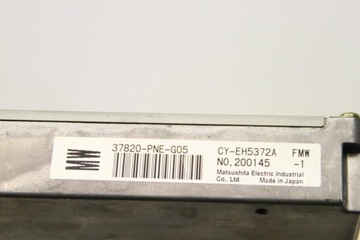 MW
37820-PNE-G05
CY-EH5372A FMW
NO,200145 -1
Matsushita Electric Industrial
Co., Ltd. Made in Japan